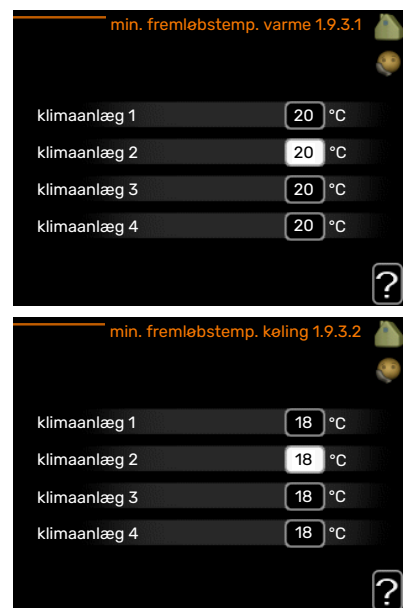 min. fremløbstemp. varme 1.9.3.1
klimaanlæg 1 20 °C
klimaanlæg 2 20 °C
klimaanlæg 3 20 °C
klimaanlæg 4 20 °C
?
min. fremløbstemp. køling 1.9.3.2
klimaanlæg 1 18 °C
klimaanlæg 2 18 °C
klimaanlæg 3 18 °C
klimaanlæg 4 18 °C
?